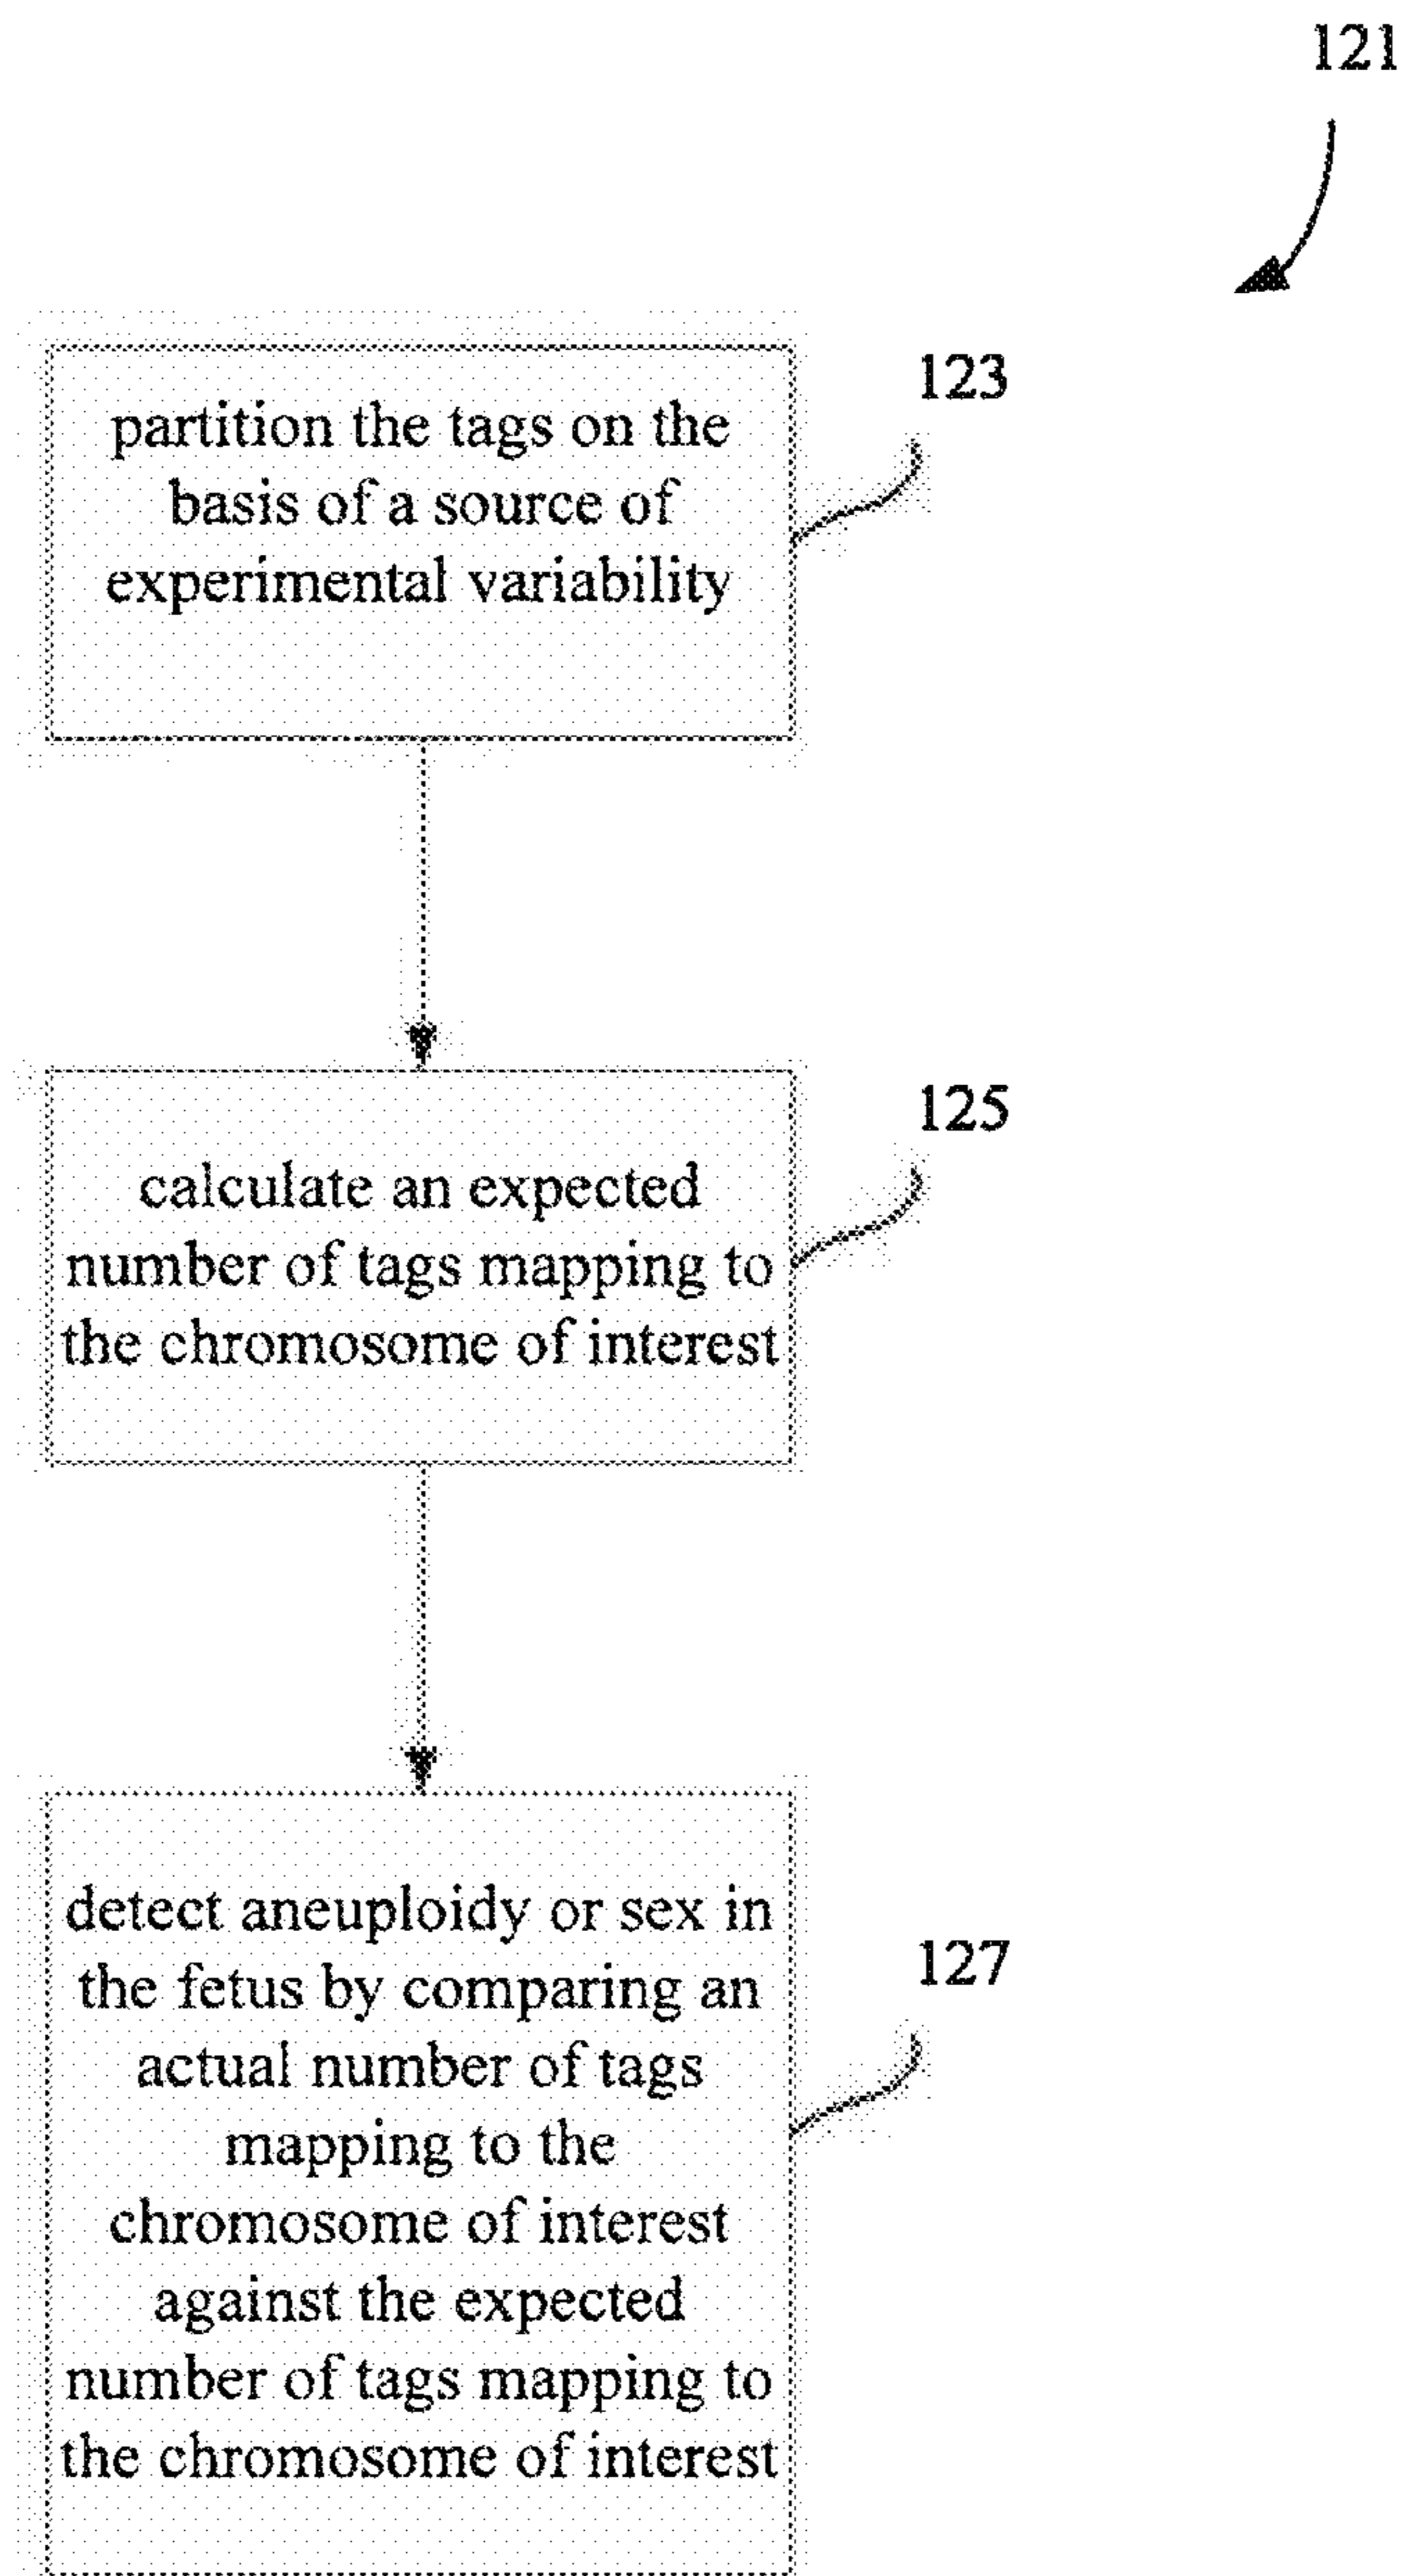 121
123
partition the tags on the
basis of a source of
experimental variability
125
calculate an expected
number of tags mapping to
the chromosome of interest
127
detect aneuploidy or sex in
the fetus by comparing an
actual number of tags
mapping to the
chromosome of interest
against the expected
number of tags mapping to
the chromosome of interest